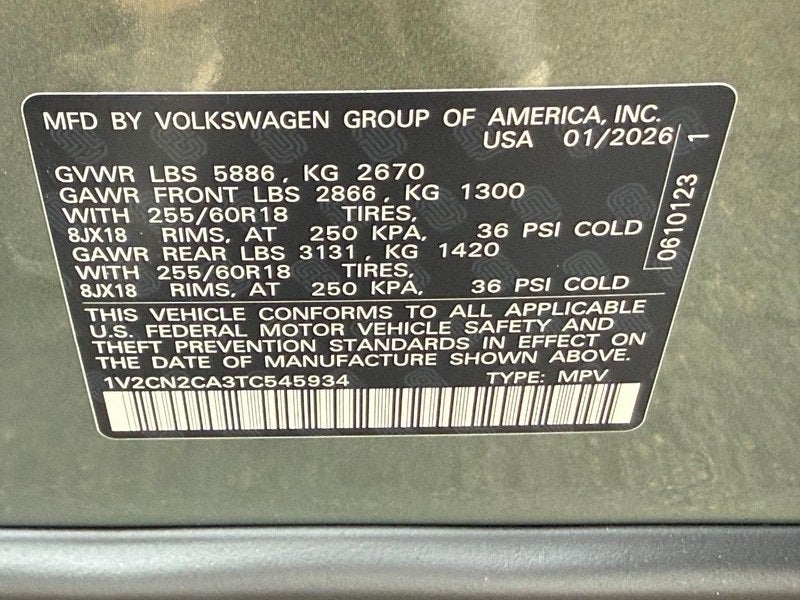 MFD BY VOLKSWAGEN GROUP OF AMERICA, INC.
USA 01/2026
GVWR LBS 5886, KG 2670
GAWR FRONT LBS 2866, KG 1300
WITH 255/60R18 TIRES,
8JX18 RIMS, AT 250 KPA, 36 PSI COLD
GAWR REAR LBS 3131, KG 1420
WITH 255/60R18 TIRES,
8JX18 RIMS, AT 250 KPA, 36 PSI COLD
0610123 1
THIS VEHICLE CONFORMS TO ALL APPLICABLE
U.S. FEDERAL MOTOR VEHICLE SAFETY AND
THEFT PREVENTION STANDARDS IN EFFECT ON
THE DATE OF MANUFACTURE SHOWN ABOVE.
1V2CN2CA3TC545934 TYPE: MPV